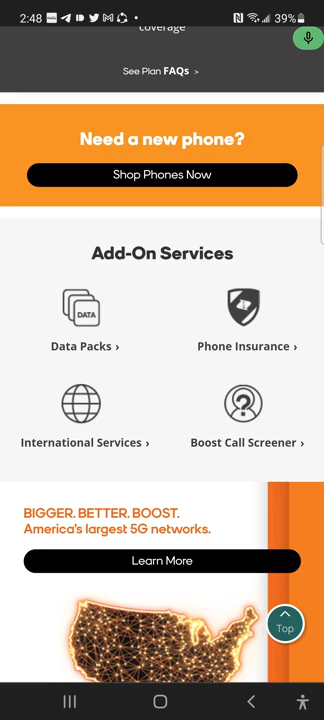 2:48
39%
coverage
See Plan FAQs >
Need a new phone?
Shop Phones Now
Add-On Services
DATA
Data Packs ›
Phone Insurance ›
International Services ›
Boost Call Screener ›
BIGGER. BETTER. BOOST.
America's largest 5G networks.
Learn More
Top